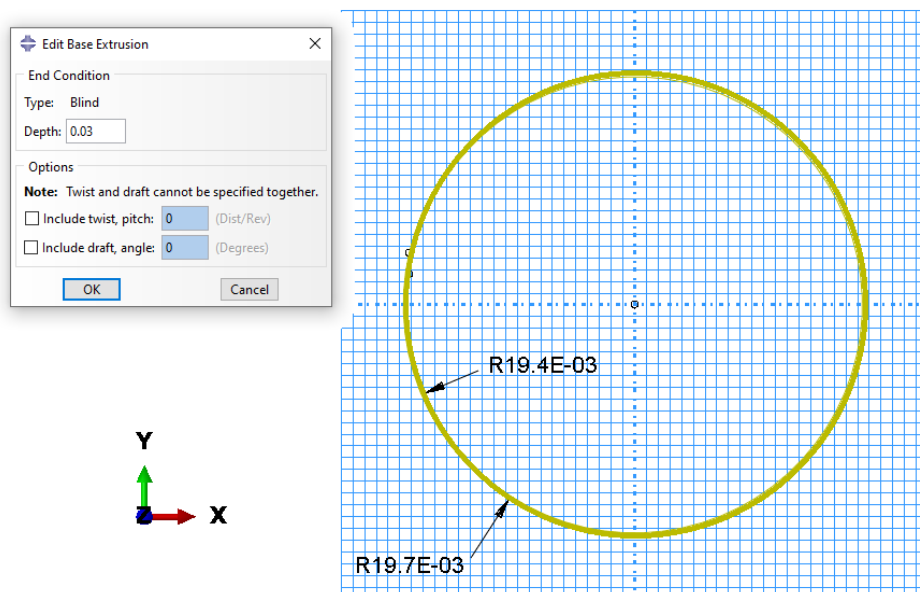 Edit Base Extrusion
End Condition
Type: Blind
Depth: 0.03
Options
Note: Twist and draft cannot be specified together.
Include twist, pitch: 0 (Dist/Rev)
Include draft, angle: 0 (Degrees)
OK Cancel
R19.4E-03
R19.7E-03
Y
Z X